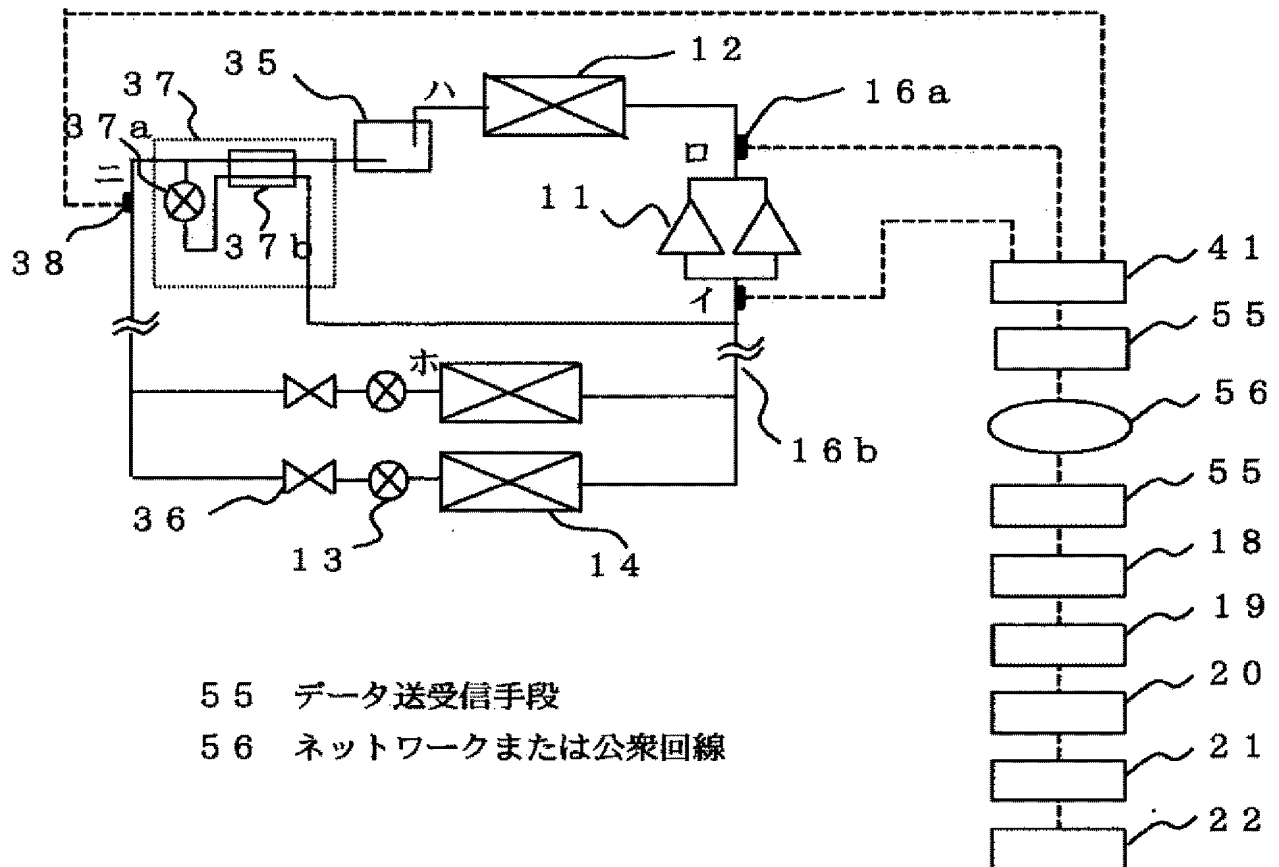 １２
３５
ハ
３７
１６ａ
３７ａ
ロ
ニ
１１
３７ｂ
３８
４１
イ
５５
ホ
５６
１６ｂ
５５
３６
１３
１４
１８
１９
２０
２１
２２
５５　データ送受信手段
５６　ネットワークまたは公衆回線